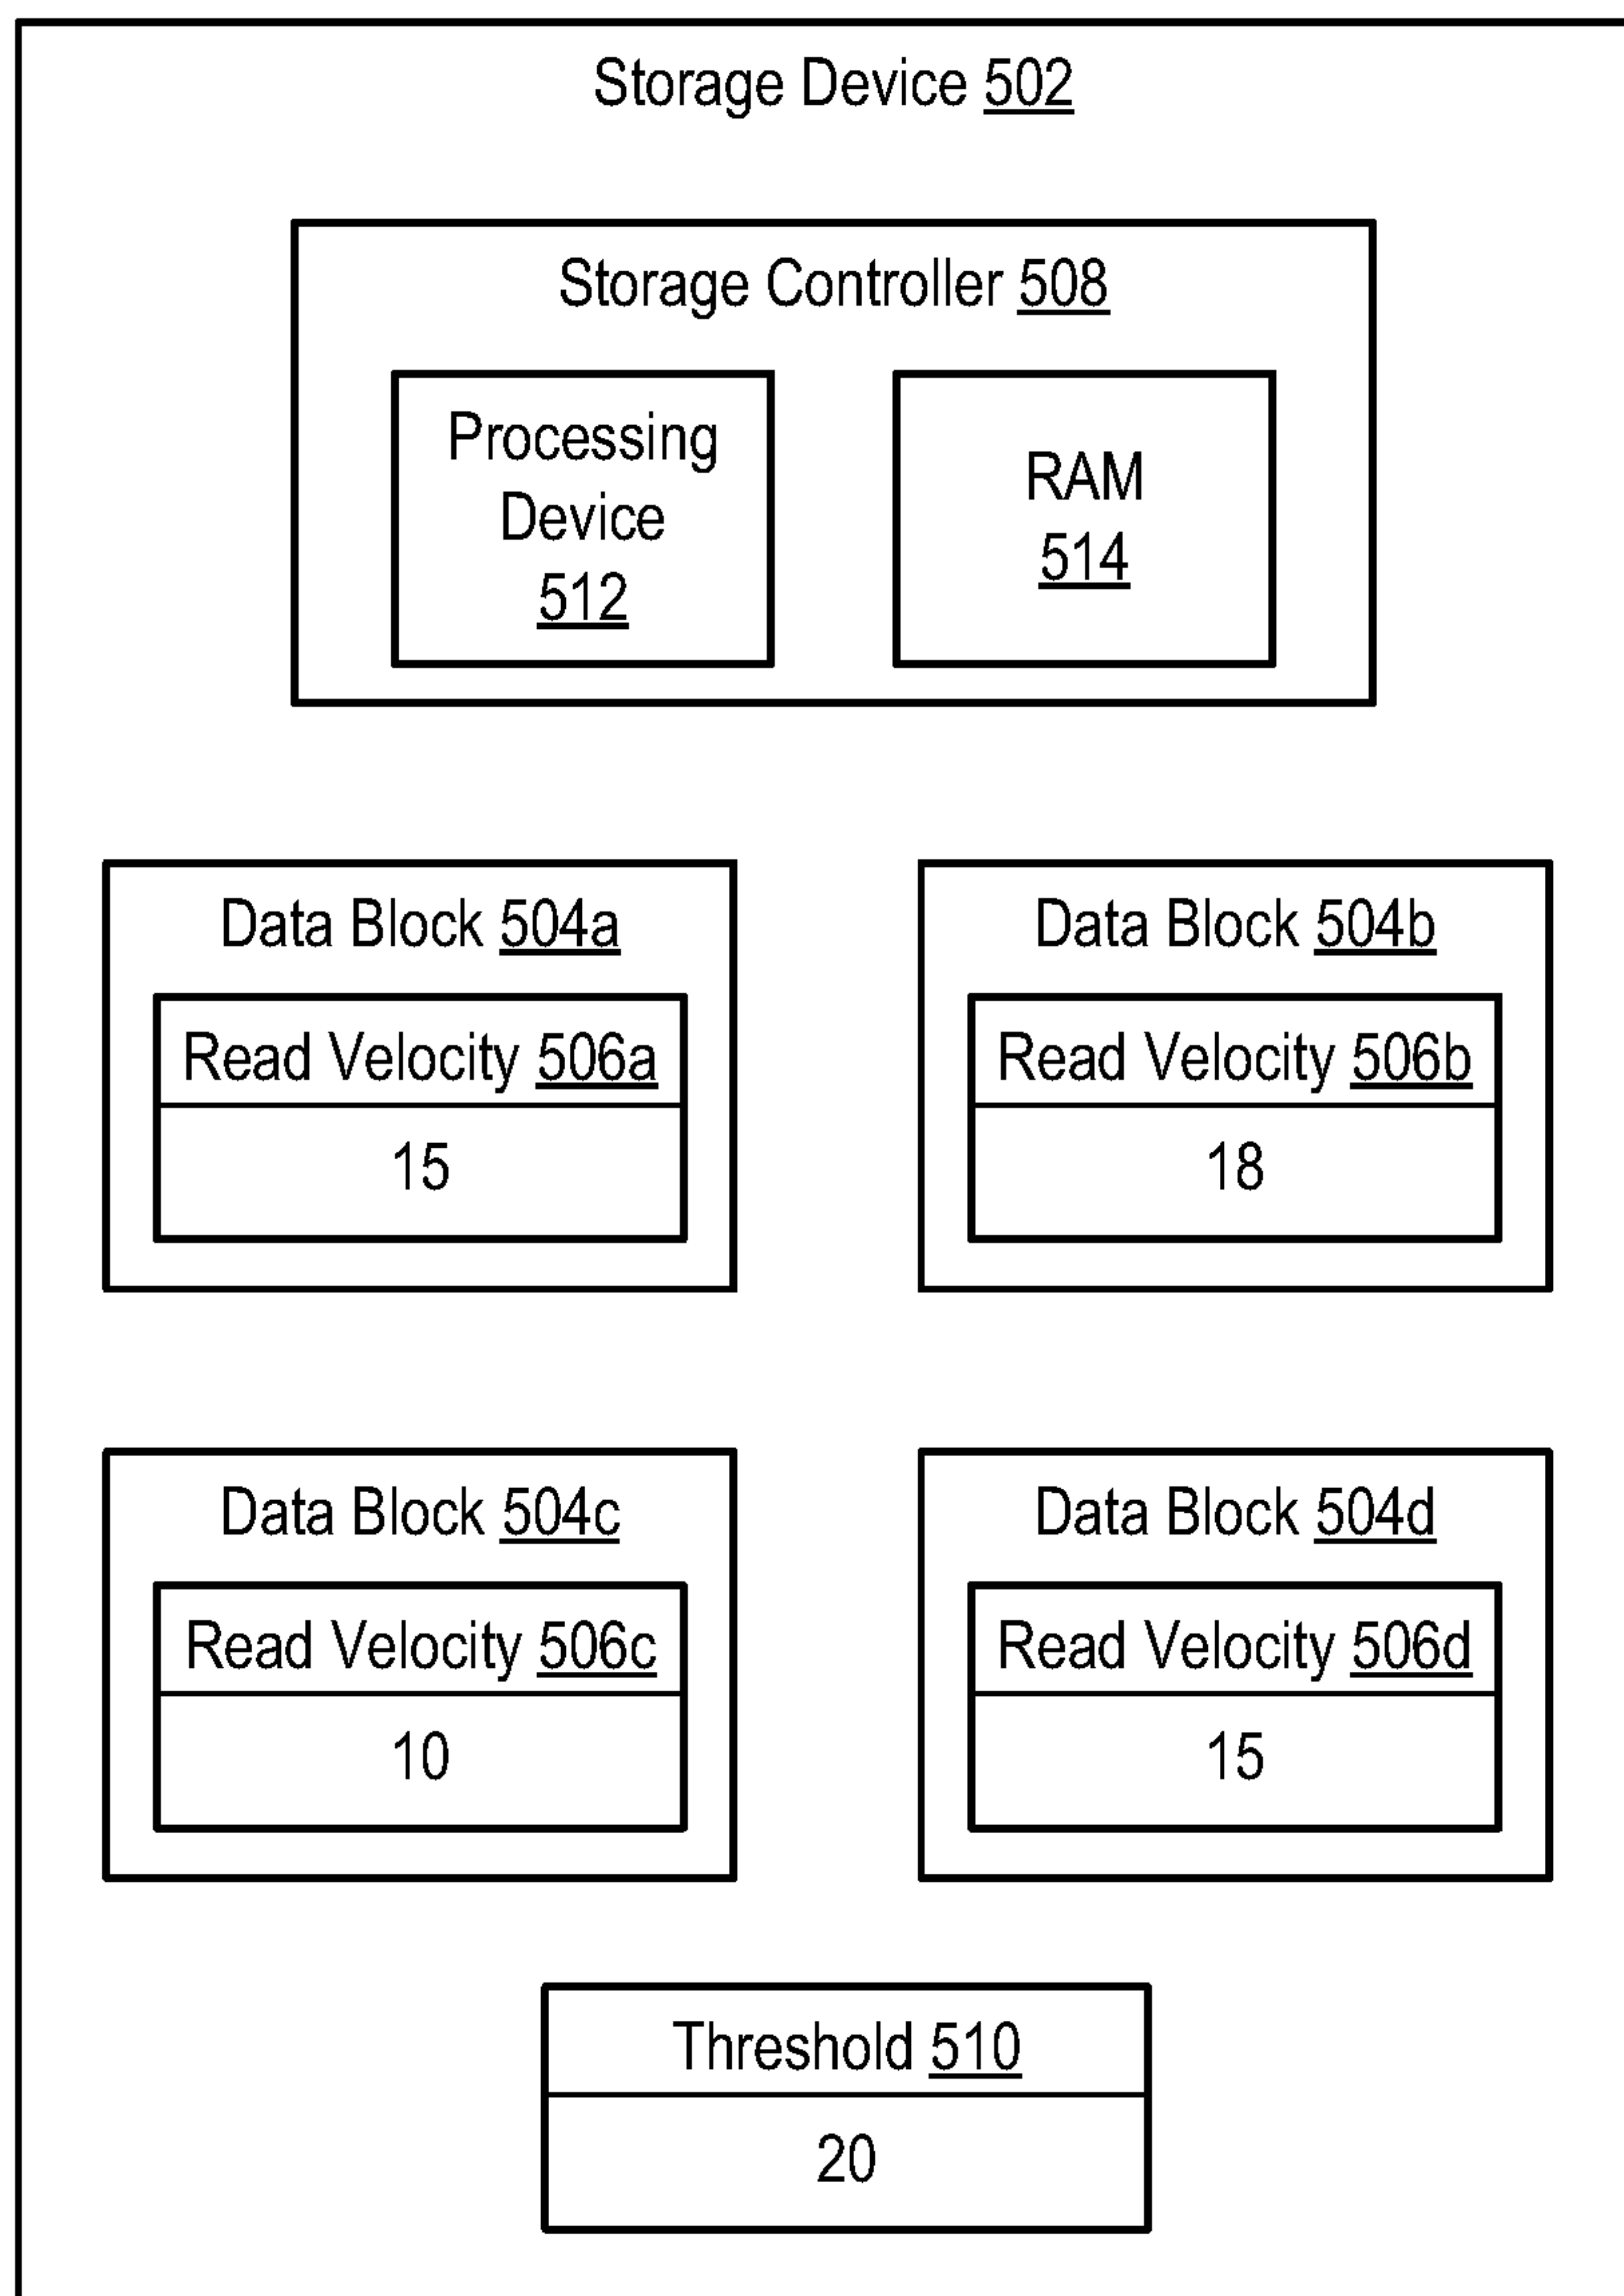 Storage Device 502
Storage Controller 508
Processing
Device
512
RAM
514
Data Block 504a
Read Velocity 506a
15
Data Block 504b
Read Velocity 506b
18
Data Block 504c
Read Velocity 506c
10
Data Block 504d
Read Velocity 506d
15
Threshold 510
20